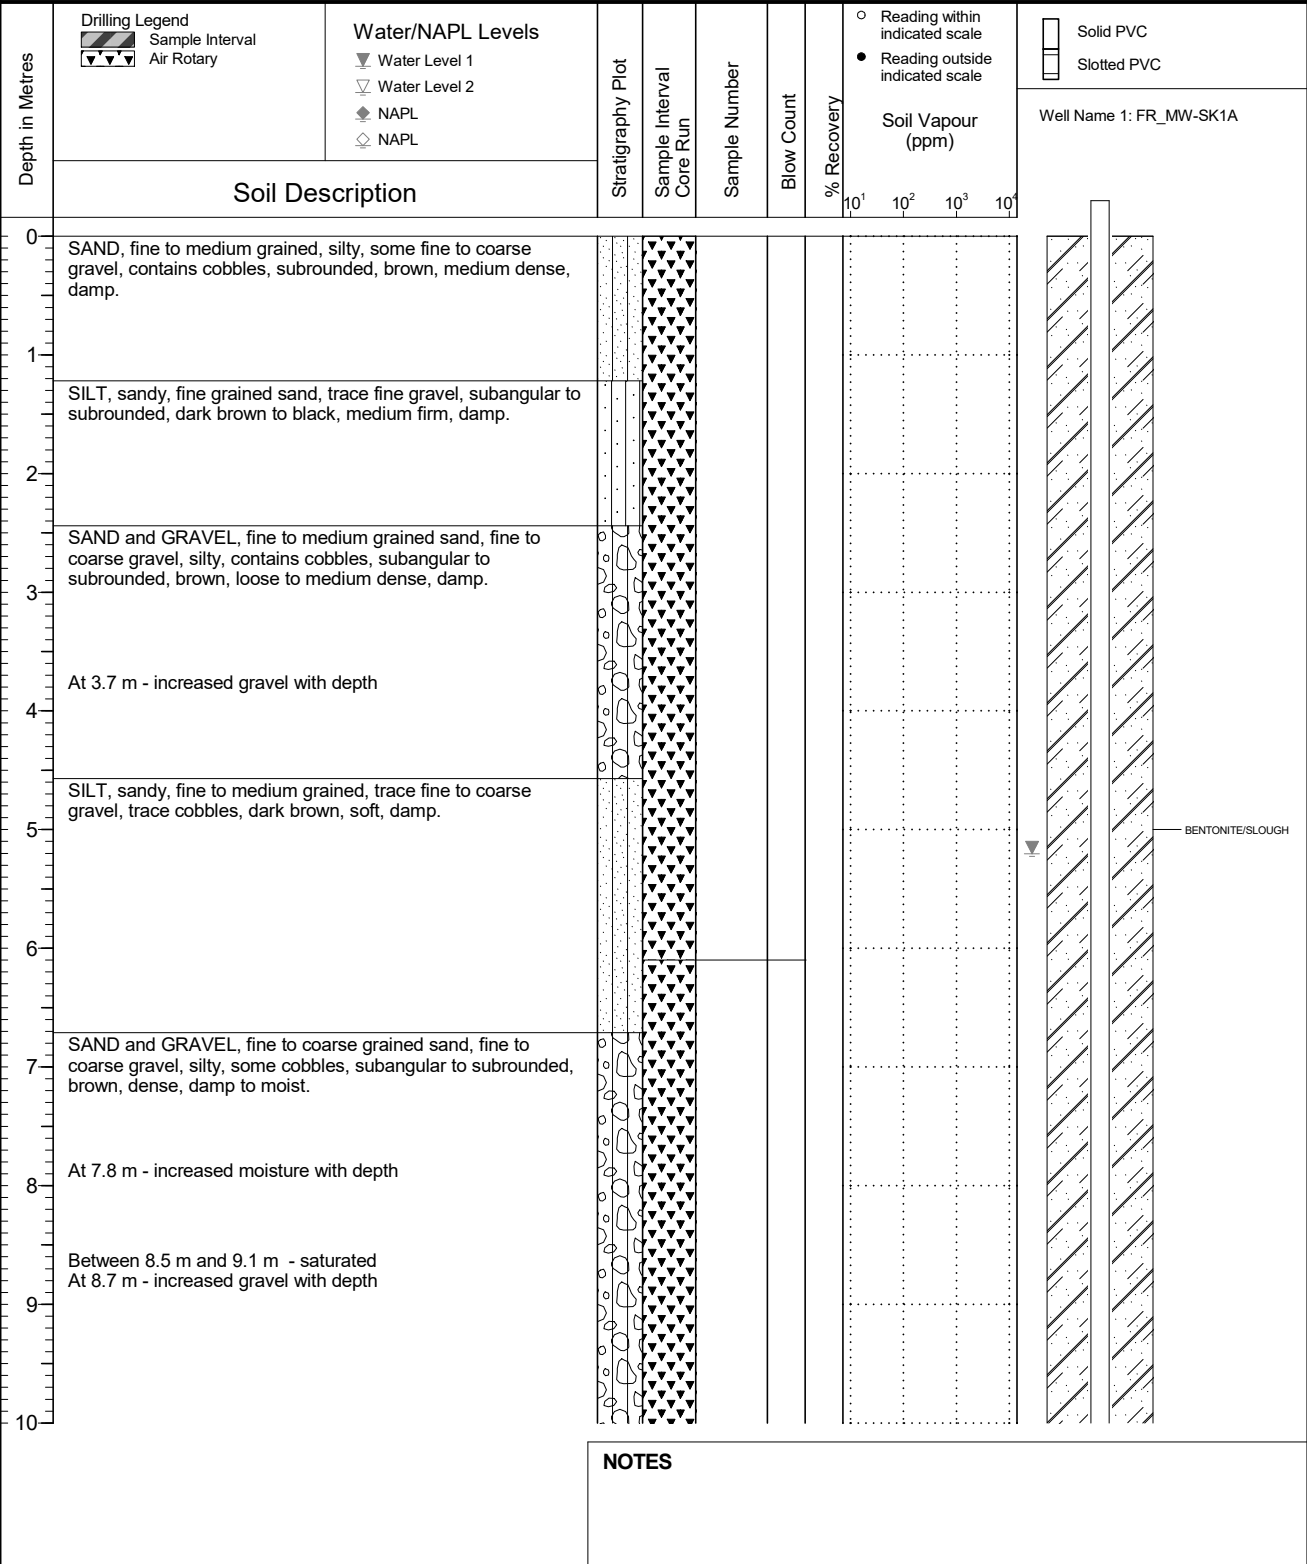 Drilling Legend
Sample Interval
Air Rotary
Water/NAPL Levels
Water Level 1
Water Level 2
NAPL
NAPL
Depth in Metres
Soil Description
Stratigraphy Plot
Sample Interval
Core Run
Sample Number
Blow Count
% Recovery
Reading within
indicated scale
Reading outside
indicated scale
Soil Vapour
(ppm)
10¹ 10² 10³ 10⁴
Solid PVC
Slotted PVC
Well Name 1: FR_MW-SK1A
0
SAND, fine to medium grained, silty, some fine to coarse
gravel, contains cobbles, subrounded, brown, medium dense,
damp.
1
SILT, sandy, fine grained sand, trace fine gravel, subangular to
subrounded, dark brown to black, medium firm, damp.
2
SAND and GRAVEL, fine to medium grained sand, fine to
coarse gravel, silty, contains cobbles, subangular to
subrounded, brown, loose to medium dense, damp.
3
At 3.7 m - increased gravel with depth
4
SILT, sandy, fine to medium grained, trace fine to coarse
gravel, trace cobbles, dark brown, soft, damp.
5
BENTONITE/SLOUGH
6
SAND and GRAVEL, fine to coarse grained sand, fine to
coarse gravel, silty, some cobbles, subangular to subrounded,
brown, dense, damp to moist.
7
At 7.8 m - increased moisture with depth
8
Between 8.5 m and 9.1 m  - saturated
At 8.7 m - increased gravel with depth
9
10
NOTES